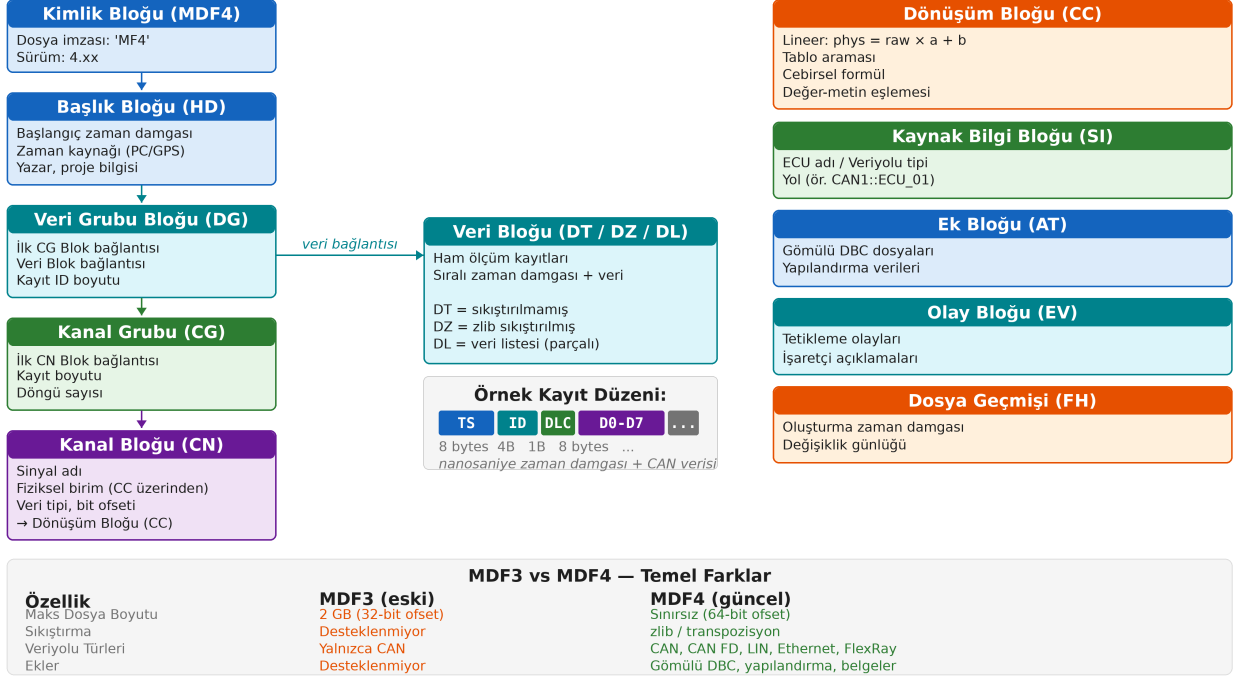 Kimlik Bloğu (MDF4)
Dosya imzası: 'MF4'
Sürüm: 4.xx
Başlık Bloğu (HD)
Başlangıç zaman damgası
Zaman kaynağı (PC/GPS)
Yazar, proje bilgisi
Veri Grubu Bloğu (DG)
İlk CG Blok bağlantısı
Veri Blok bağlantısı
Kayıt ID boyutu
Kanal Grubu (CG)
İlk CN Blok bağlantısı
Kayıt boyutu
Döngü sayısı
Kanal Bloğu (CN)
Sinyal adı
Fiziksel birim (CC üzerinden)
Veri tipi, bit ofseti
→ Dönüşüm Bloğu (CC)
veri bağlantısı
Veri Bloğu (DT / DZ / DL)
Ham ölçüm kayıtları
Sıralı zaman damgası + veri
DT = sıkıştırılmamış
DZ = zlib sıkıştırılmış
DL = veri listesi (parçalı)
Örnek Kayıt Düzeni:
TS ID DLC D0-D7 ...
8 bytes 4B 1B 8 bytes ...
nanosaniye zaman damgası + CAN verisi
Dönüşüm Bloğu (CC)
Lineer: phys = raw × a + b
Tablo araması
Cebirsel formül
Değer-metin eşlemesi
Kaynak Bilgi Bloğu (SI)
ECU adı / Veriyolu tipi
Yol (ör. CAN1::ECU_01)
Ek Bloğu (AT)
Gömülü DBC dosyaları
Yapılandırma verileri
Olay Bloğu (EV)
Tetikleme olayları
İşaretçi açıklamaları
Dosya Geçmişi (FH)
Oluşturma zaman damgası
Değişiklik günlüğü
MDF3 vs MDF4 — Temel Farklar
Özellik MDF3 (eski) MDF4 (güncel)
Maks Dosya Boyutu 2 GB (32-bit ofset) Sınırsız (64-bit ofset)
Sıkıştırma Desteklenmiyor zlib / transpozisyon
Veriyolu Türleri Yalnızca CAN CAN, CAN FD, LIN, Ethernet, FlexRay
Ekler Desteklenmiyor Gömülü DBC, yapılandırma, belgeler